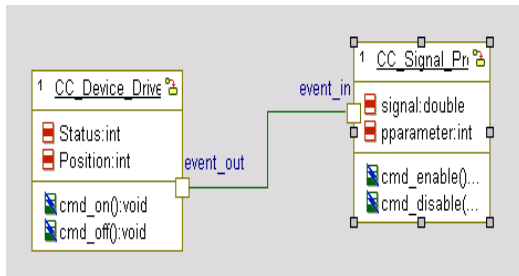 1 CC_Device_Drive
Status:int
Position:int
cmd_on():void
cmd_off():void
event_out
event_in
1 CC_Signal_Pr
signal:double
pparameter:int
cmd_enable()...
cmd_disable(...